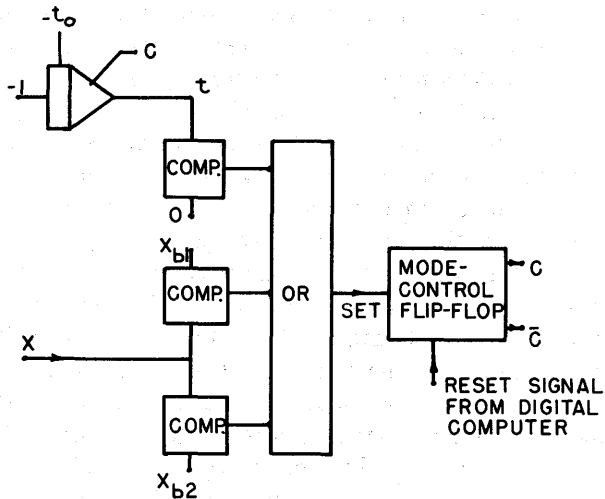 -t₀
C
-1
t
COMP.
0
X_b1
COMP.
OR
SET
MODE-
CONTROL
FLIP-FLOP
C
C̅
X
RESET SIGNAL
FROM DIGITAL
COMPUTER
COMP.
X_b2